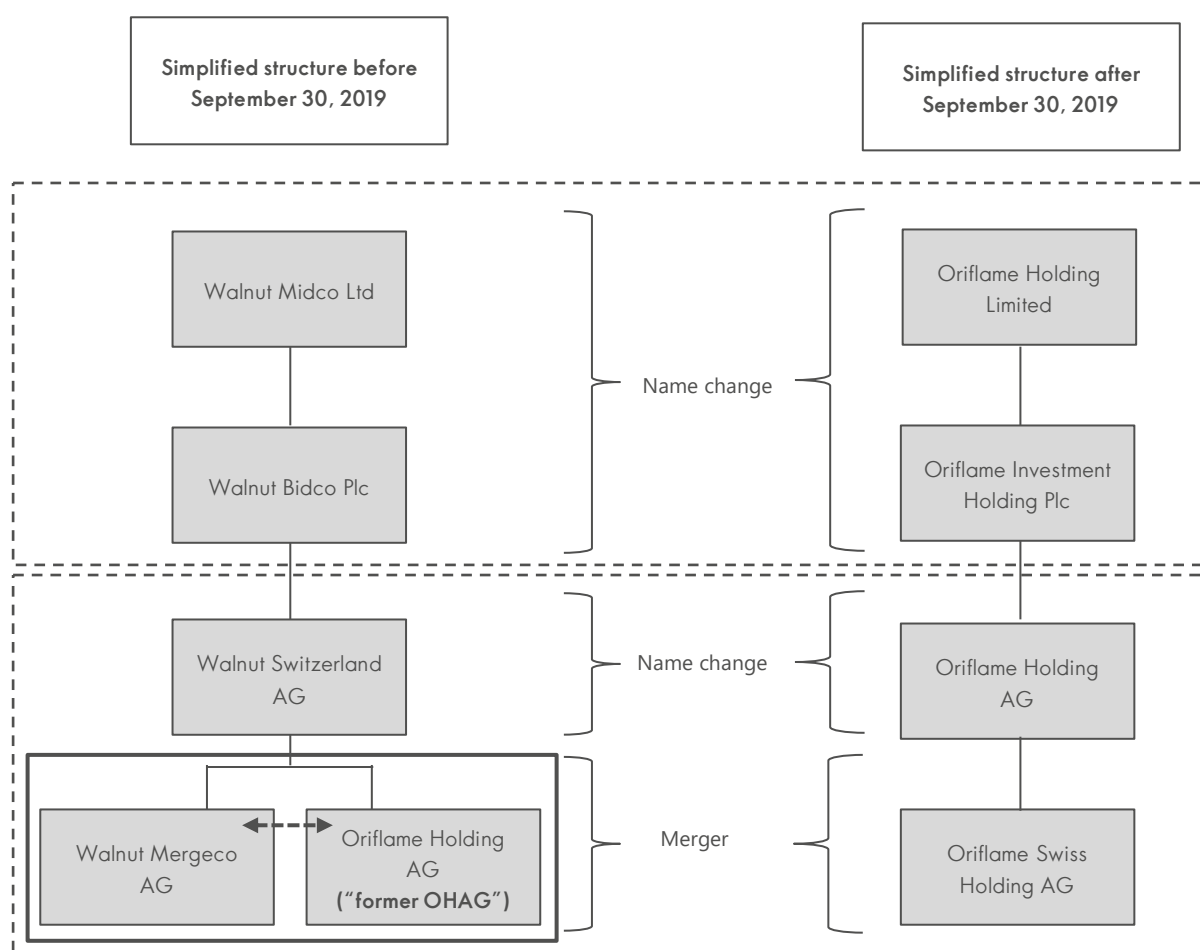 Simplified structure before
September 30, 2019
Simplified structure after
September 30, 2019
Walnut Midco Ltd
Oriflame Holding
Limited
Name change
Walnut Bidco Plc
Oriflame Investment
Holding Plc
Walnut Switzerland
AG
Name change
Oriflame Holding
AG
Walnut Mergeco
AG
Oriflame Holding
AG
(“former OHAG”)
Merger
Oriflame Swiss
Holding AG